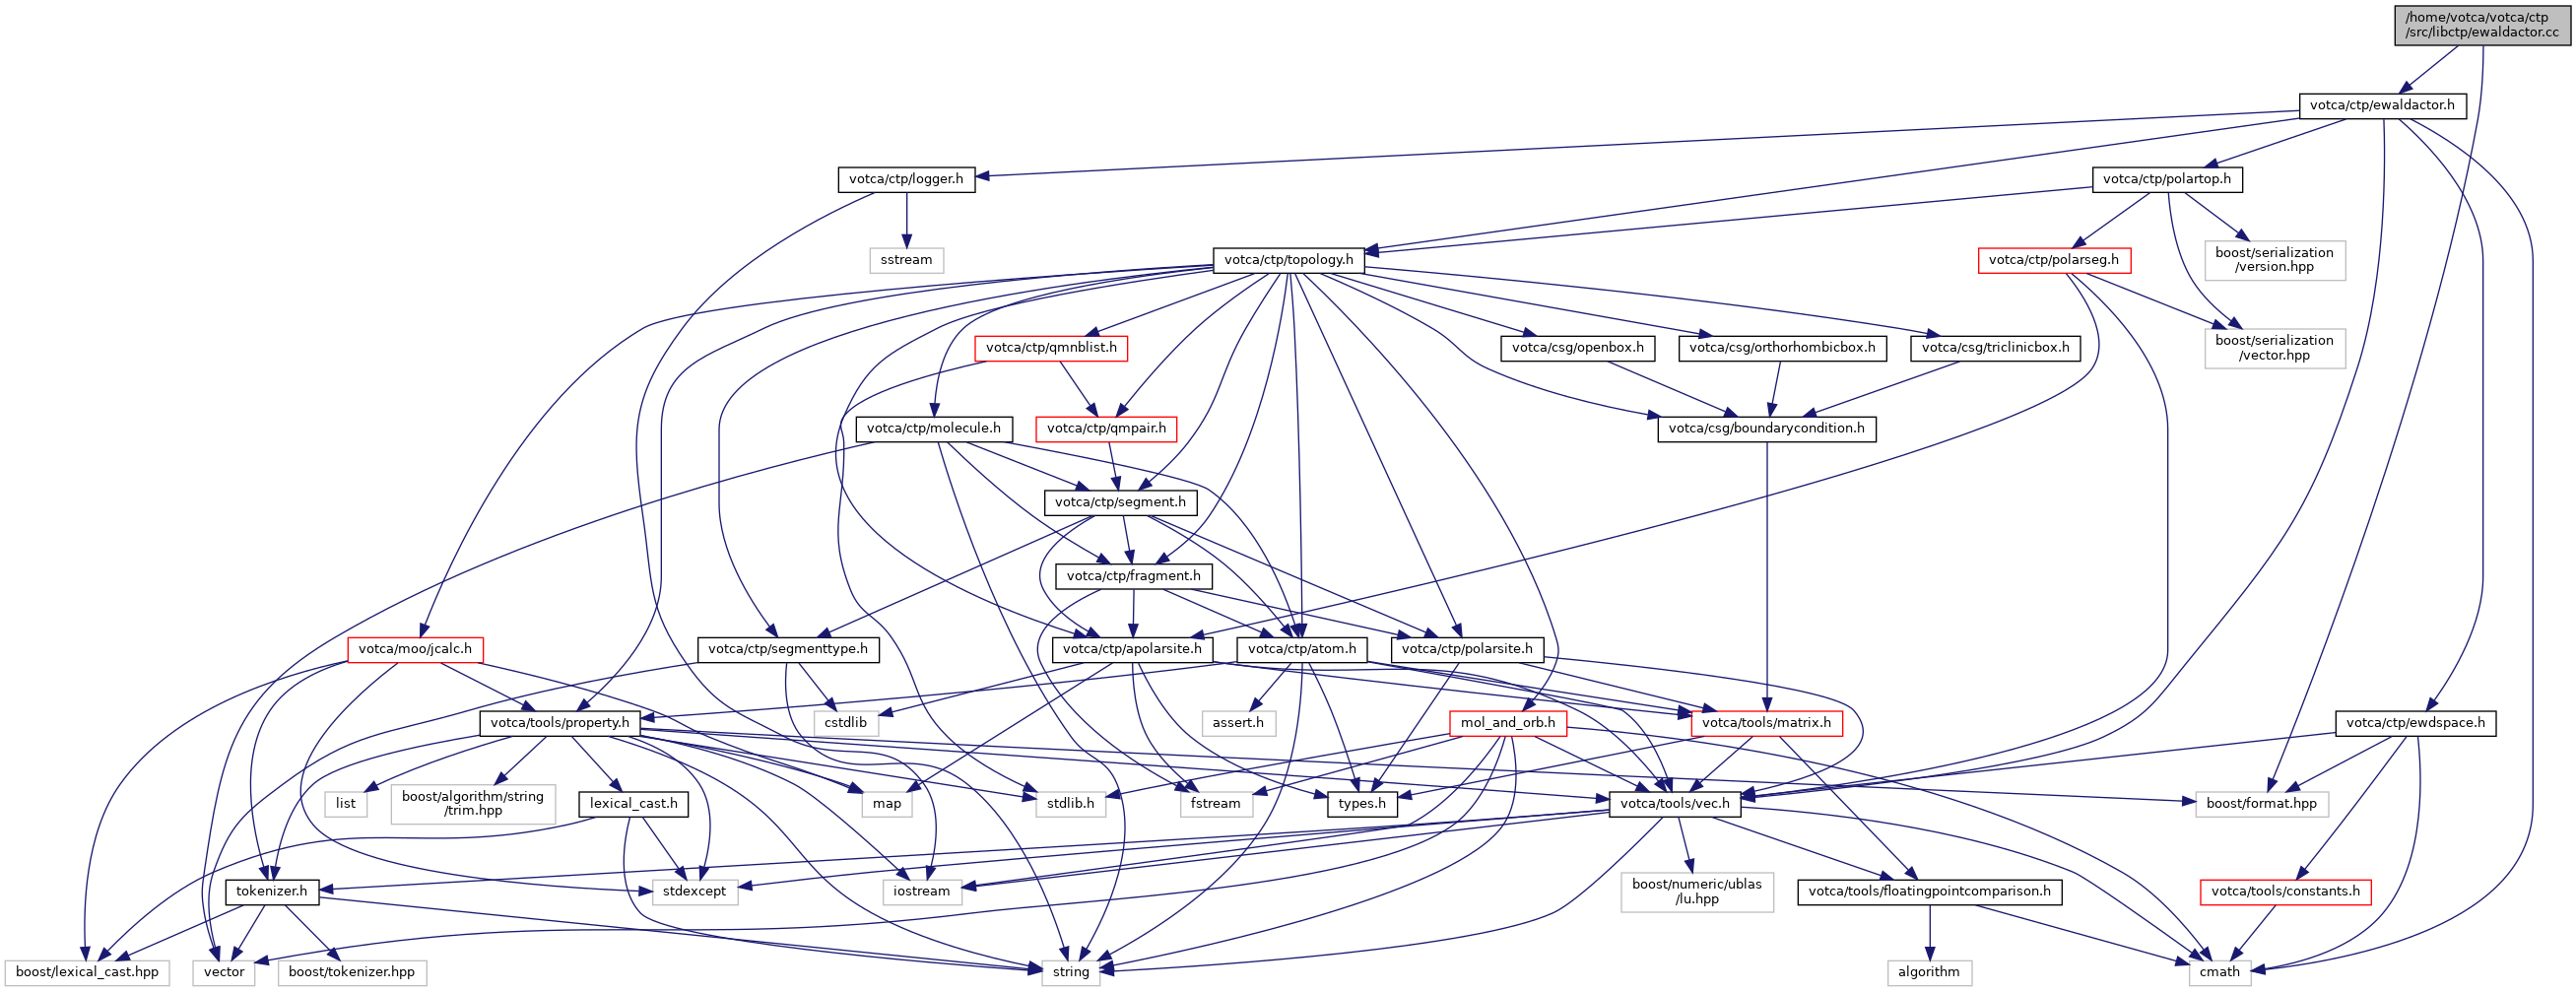 /home/votca/votca/ctp
/src/libctp/ewaldactor.cc
votca/ctp/ewaldactor.h
votca/ctp/logger.h
votca/ctp/polartop.h
sstream
votca/ctp/topology.h
votca/ctp/polarseg.h
boost/serialization
/version.hpp
votca/ctp/qmnblist.h
votca/csg/openbox.h
votca/csg/orthorhombicbox.h
votca/csg/triclinicbox.h
boost/serialization
/vector.hpp
votca/ctp/molecule.h
votca/ctp/qmpair.h
votca/csg/boundarycondition.h
votca/ctp/segment.h
votca/ctp/fragment.h
votca/moo/jcalc.h
votca/ctp/segmenttype.h
votca/ctp/apolarsite.h
votca/ctp/atom.h
votca/ctp/polarsite.h
votca/tools/property.h
cstdlib
assert.h
mol_and_orb.h
votca/tools/matrix.h
votca/ctp/ewdspace.h
list
boost/algorithm/string
/trim.hpp
lexical_cast.h
map
stdlib.h
fstream
types.h
votca/tools/vec.h
boost/format.hpp
tokenizer.h
stdexcept
iostream
boost/numeric/ublas
/lu.hpp
votca/tools/floatingpointcomparison.h
votca/tools/constants.h
boost/lexical_cast.hpp
vector
boost/tokenizer.hpp
string
algorithm
cmath